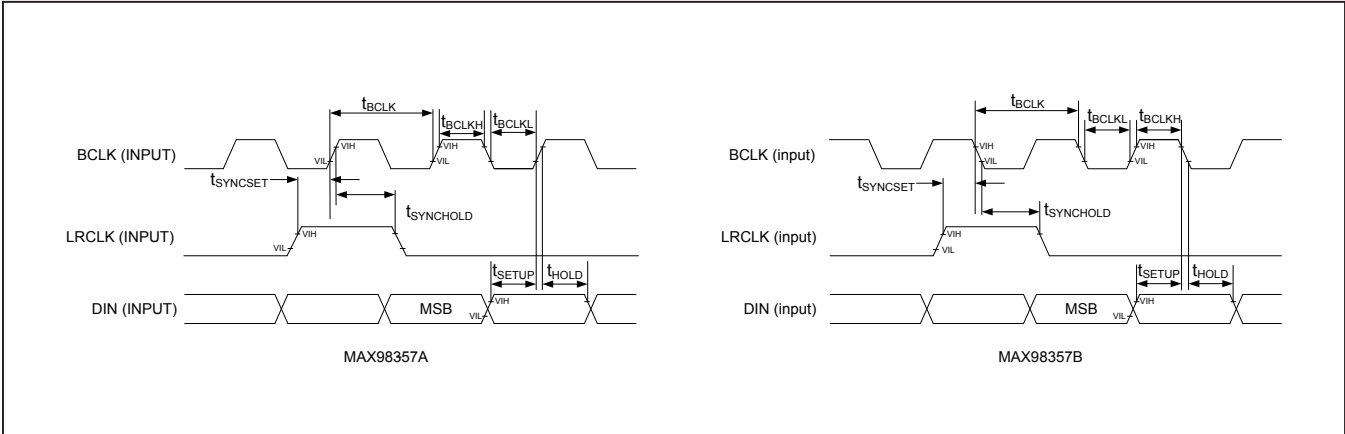 tBCLK
tBCLKH
tBCLKL
BCLK (INPUT)
VIH
VIL
VIH
VIL
tSYNCSET
tSYNCHOLD
LRCLK (INPUT)
VIH
VIL
tSETUP
tHOLD
DIN (INPUT)
MSB
VIH
VIL
MAX98357A
tBCLK
tBCLKL
tBCLKH
BCLK (input)
VIH
VIL
VIH
VIL
tSYNCSET
tSYNCHOLD
LRCLK (input)
VIH
VIL
tSETUP
tHOLD
DIN (input)
MSB
VIH
VIL
MAX98357B